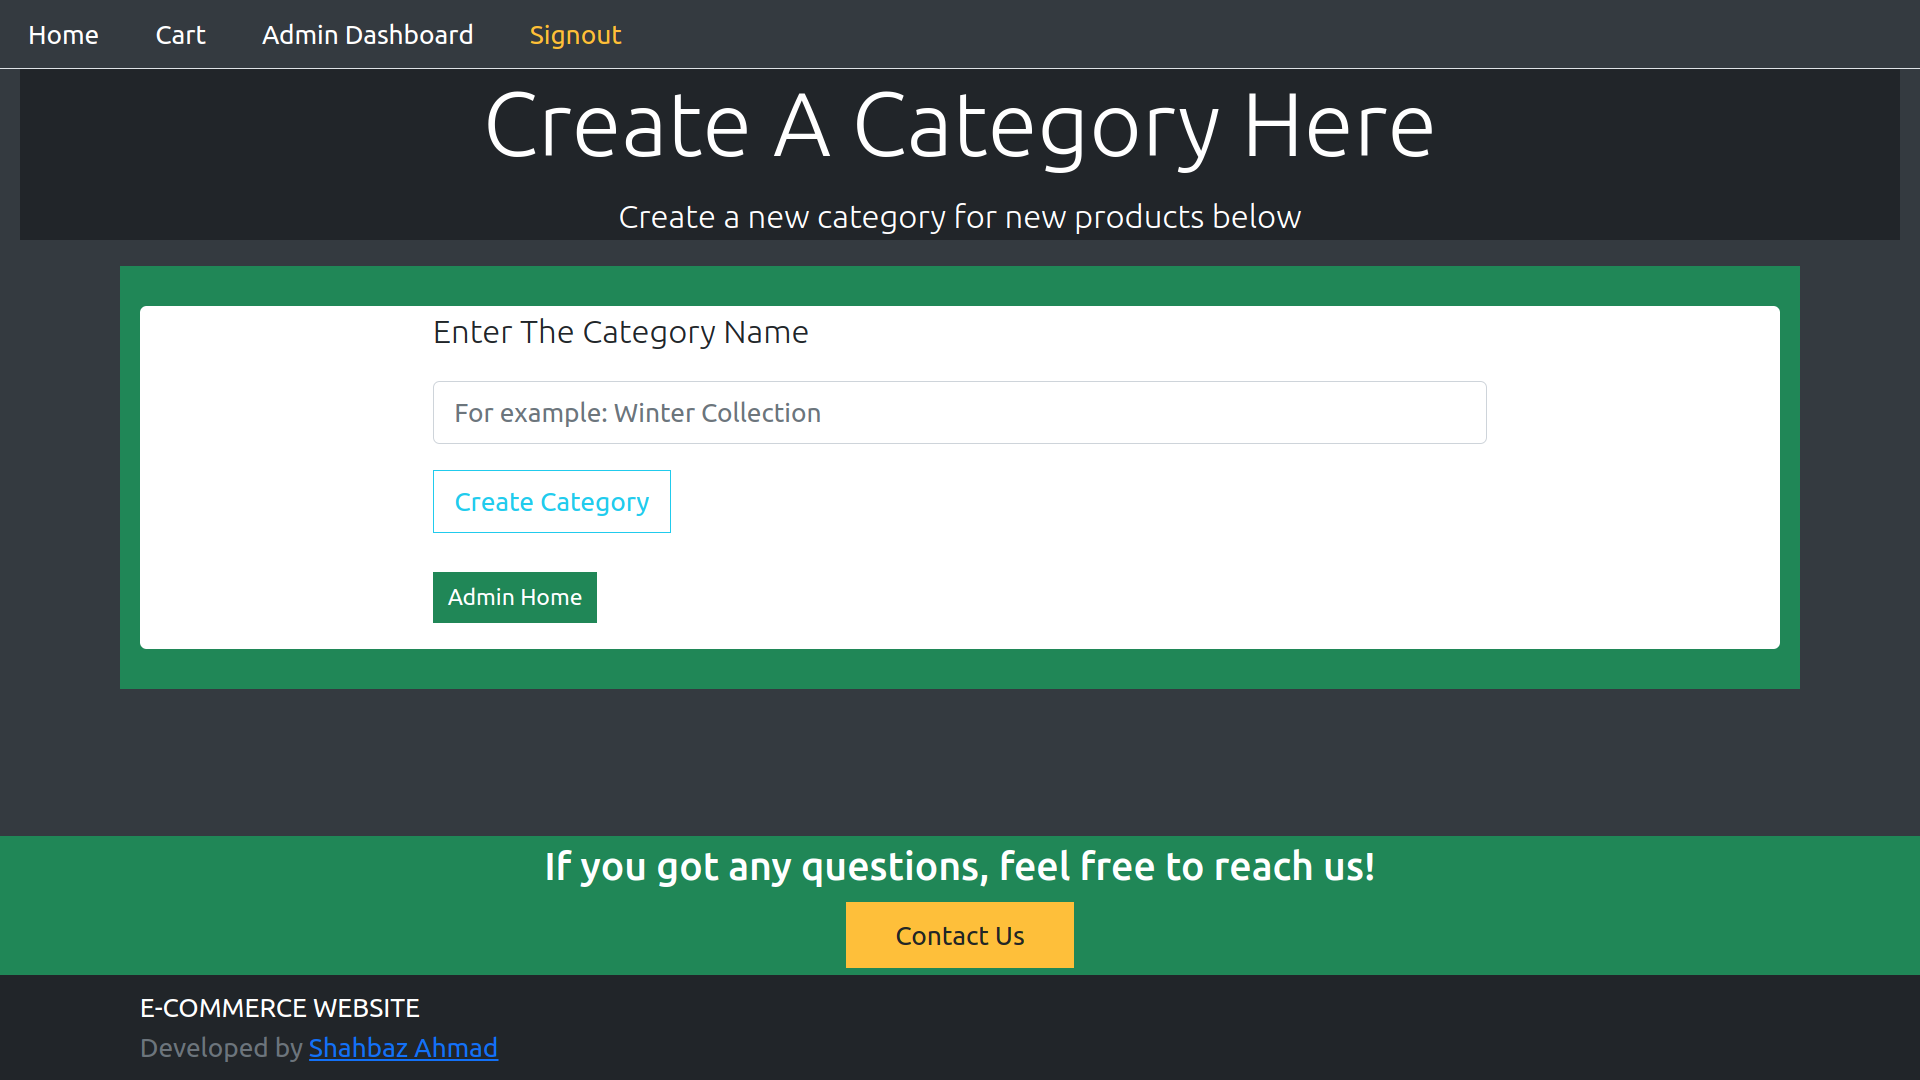 Home Cart Admin Dashboard Signout
Create A Category Here
Create a new category for new products below
Enter The Category Name
For example: Winter Collection
Create Category
Admin Home
If you got any questions, feel free to reach us!
Contact Us
E-COMMERCE WEBSITE
Developed by Shahbaz Ahmad